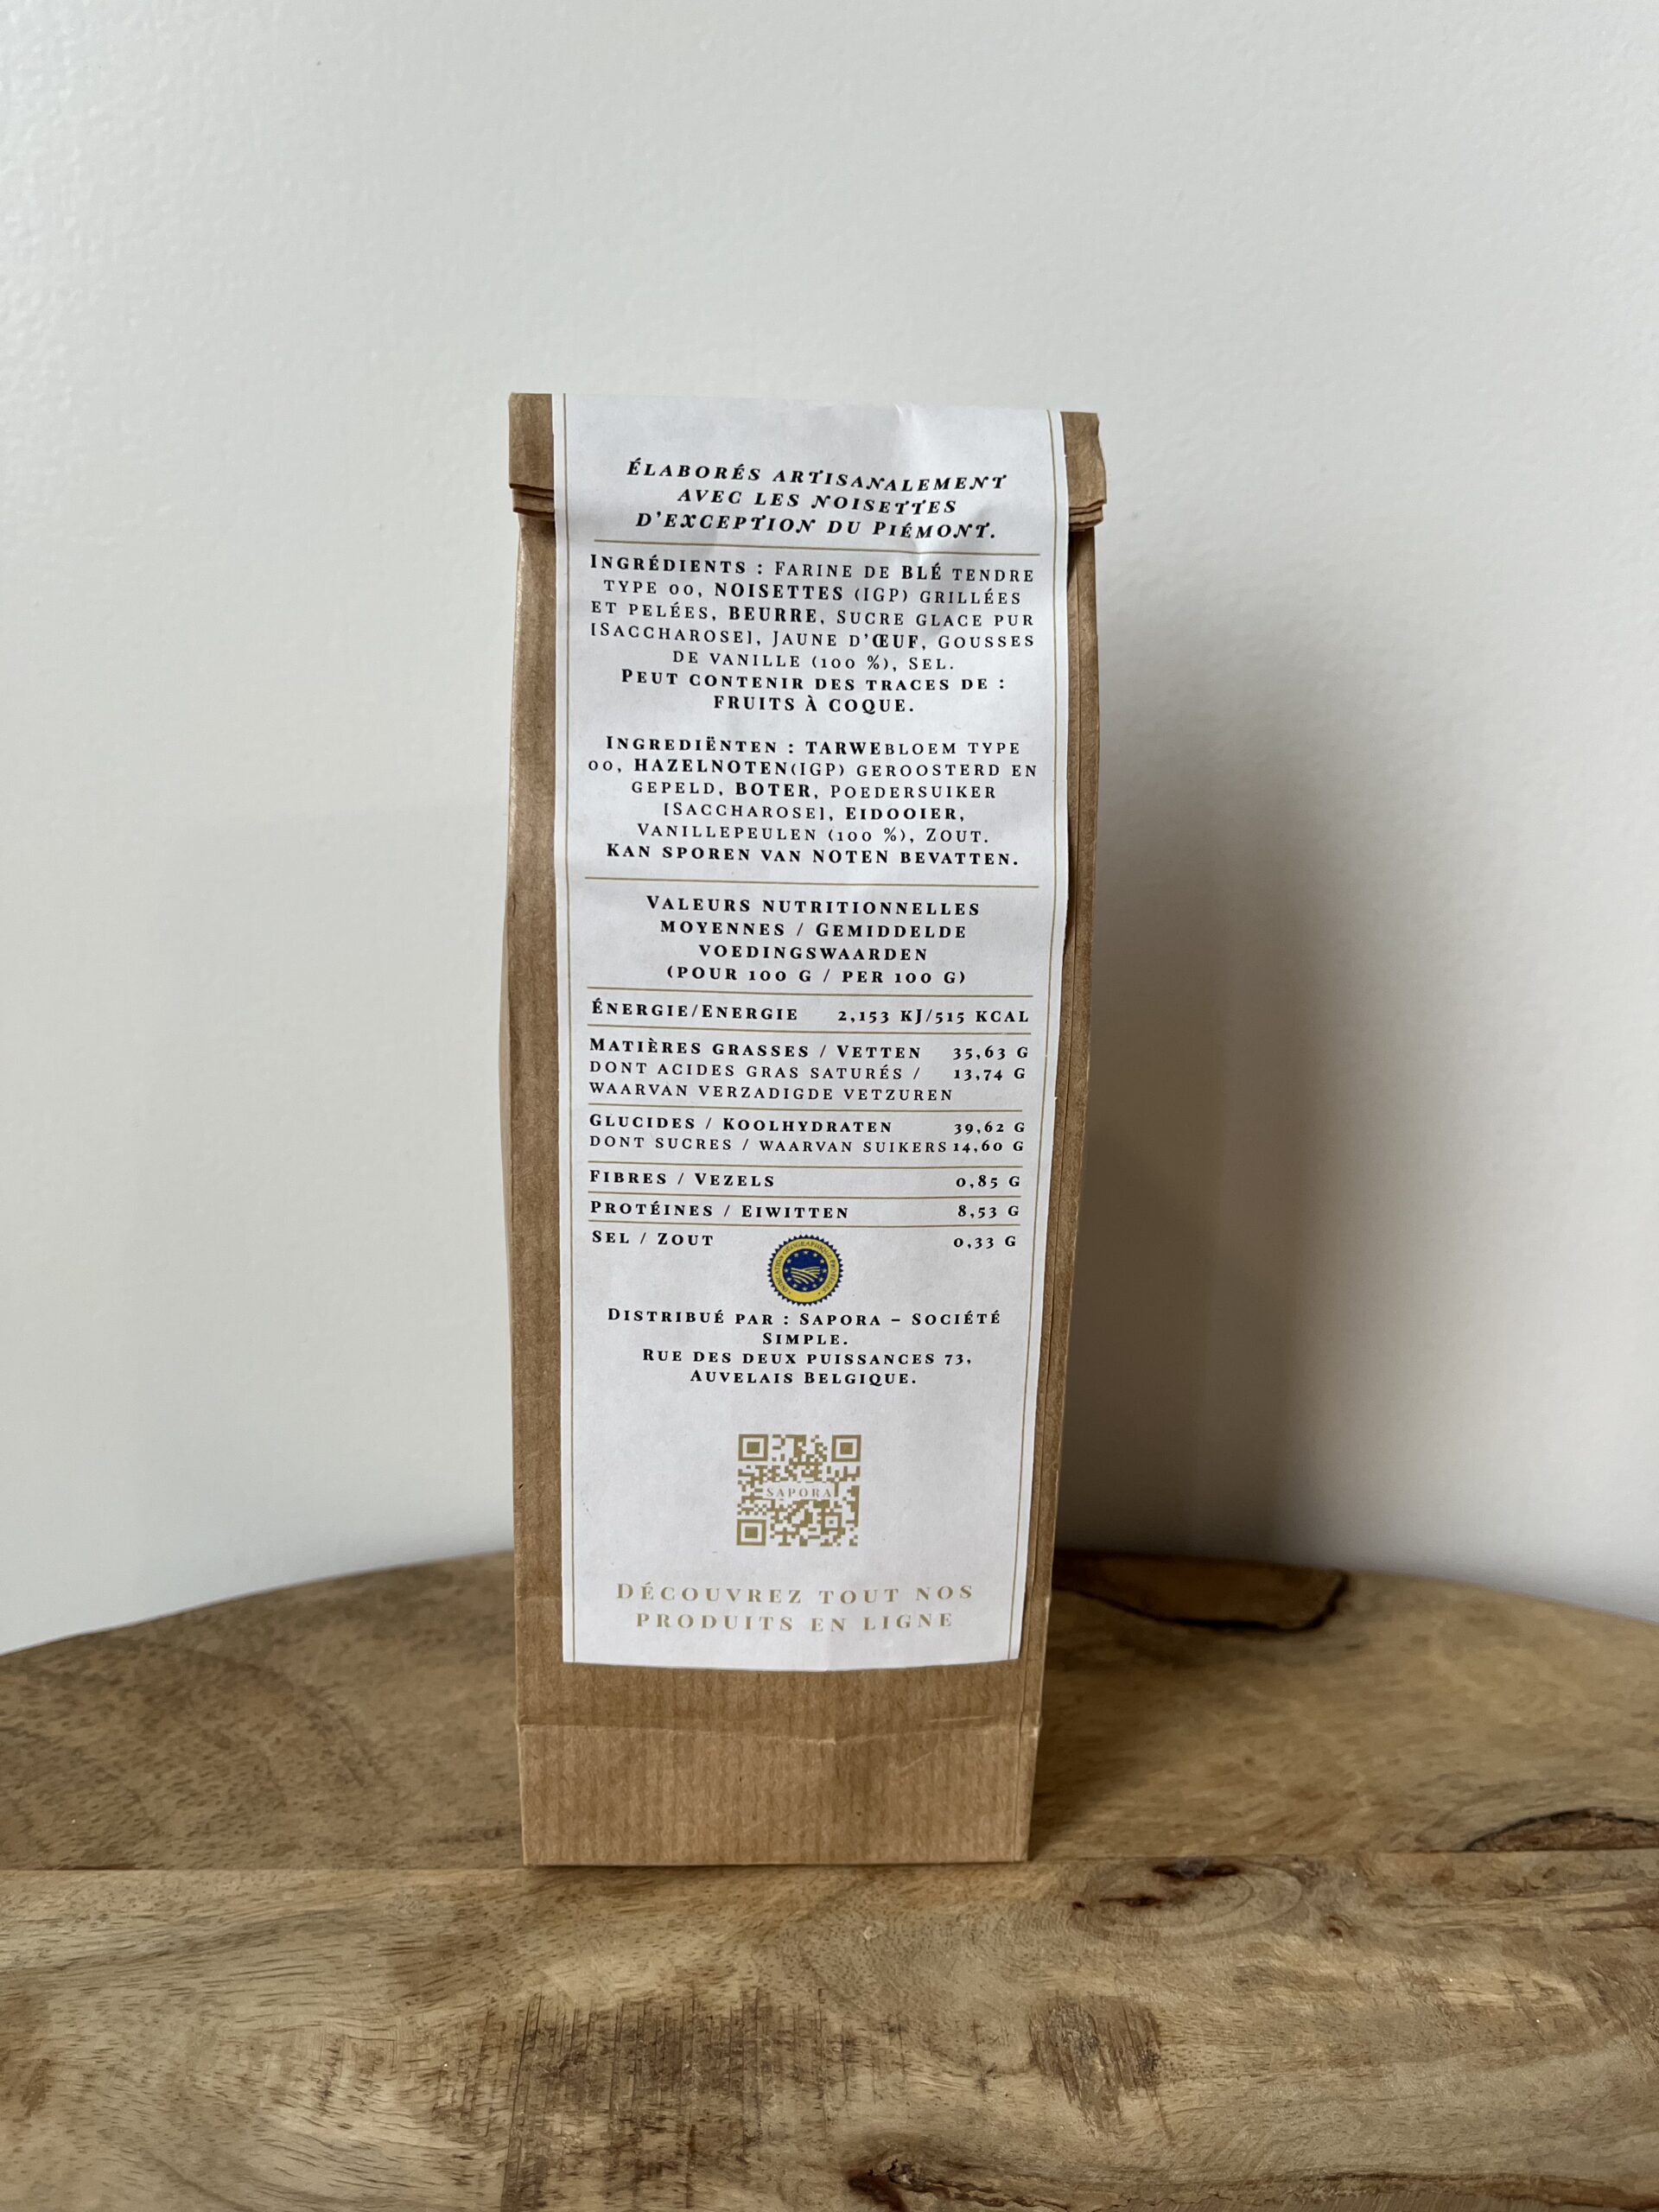 ÉLABORÉS ARTISANALEMENT
AVEC LES NOISETTES
D'EXCEPTION DU PIÉMONT.
INGRÉDIENTS : FARINE DE BLÉ TENDRE
TYPE 00, NOISETTES (IGP) GRILLÉES
ET PELÉES, BEURRE, SUCRE GLACE PUR
[SACCHAROSE], JAUNE D'ŒUF, GOUSSES
DE VANILLE (100 %), SEL.
PEUT CONTENIR DES TRACES DE :
FRUITS À COQUE.
INGREDIËNTEN : TARWEBLOEM TYPE
00, HAZELNOTEN(IGP) GEROOSTERD EN
GEPELD, BOTER, POEDERSUIKER
[SACCHAROSE], EIDOOIER,
VANILLEPEULEN (100 %), ZOUT.
KAN SPOREN VAN NOTEN BEVATTEN.
VALEURS NUTRITIONNELLES
MOYENNES / GEMIDDELDE
VOEDINGSWAARDEN
(POUR 100 G / PER 100 G)
ÉNERGIE/ENERGIE 2,153 KJ/515 KCAL
MATIÈRES GRASSES / VETTEN 35,63 G
DONT ACIDES GRAS SATURÉS / 13,74 G
WAARVAN VERZADIGDE VETZUREN
GLUCIDES / KOOLHYDRATEN 39,62 G
DONT SUCRES / WAARVAN SUIKERS 14,60 G
FIBRES / VEZELS 0,85 G
PROTÉINES / EIWITTEN 8,53 G
SEL / ZOUT 0,33 G
INDICATION GÉOGRAPHIQUE PROTÉGÉE
DISTRIBUÉ PAR : SAPORA – SOCIÉTÉ
SIMPLE.
RUE DES DEUX PUISSANCES 73,
AUVELAIS BELGIQUE.
SAPORA
DÉCOUVREZ TOUT NOS
PRODUITS EN LIGNE